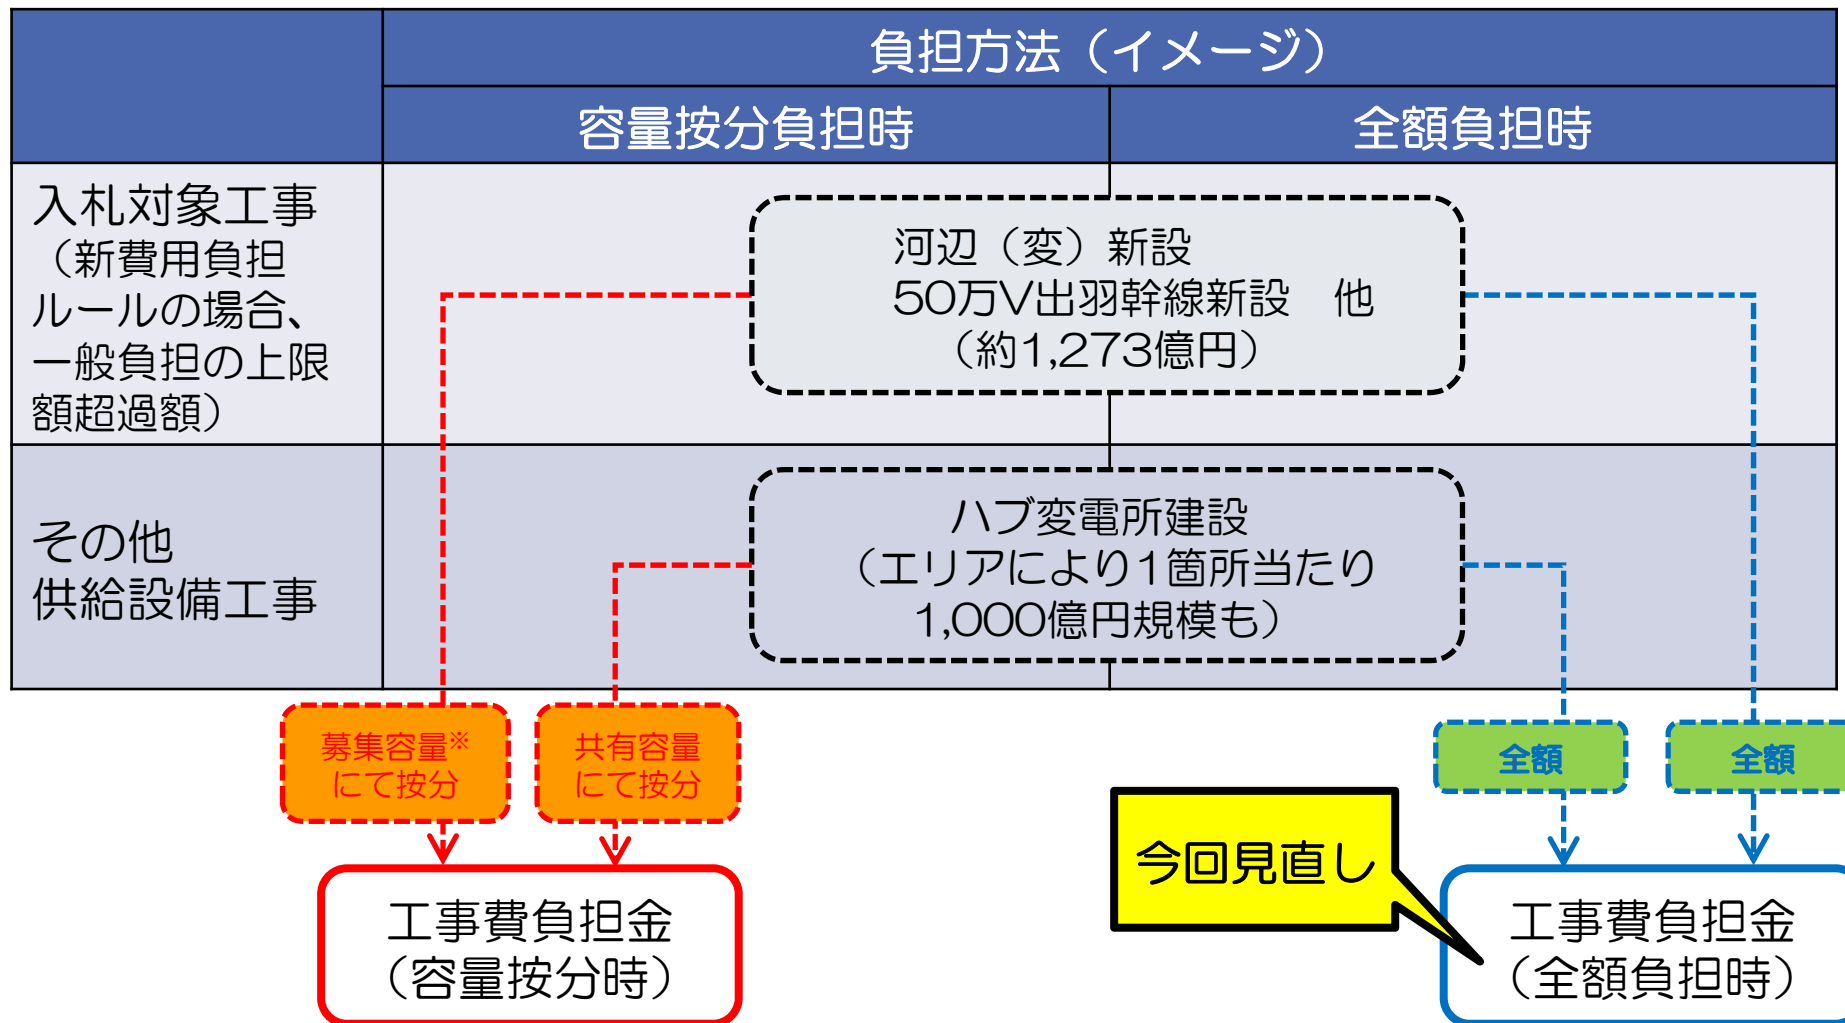 負担方法（イメージ）
容量按分負担時
全額負担時
入札対象工事
（新費用負担
ルールの場合、
一般負担の上限
額超過額）
河辺（変）新設
50万V出羽幹線新設　他
（約1,273億円）
その他
供給設備工事
ハブ変電所建設
（エリアにより1箇所当たり
1,000億円規模も）
募集容量※
にて按分
共有容量
にて按分
全額
全額
今回見直し
工事費負担金
（容量按分時）
工事費負担金
（全額負担時）